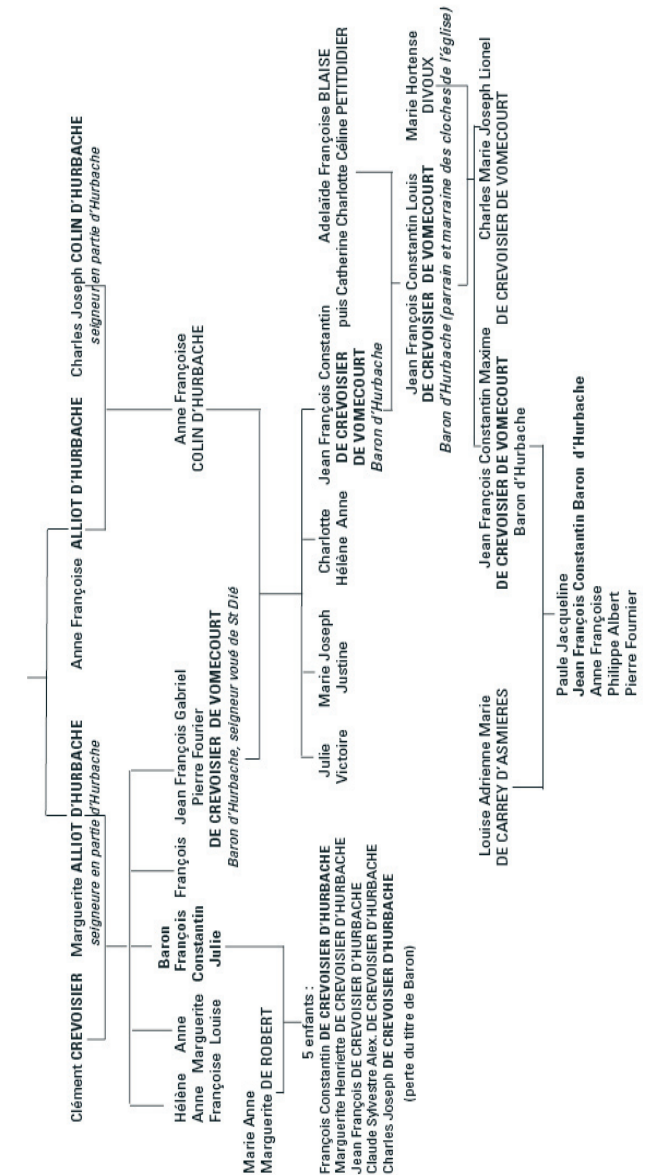 Clément CREVOISIER
Marguerite ALLIOT D'HURBACHE
seigneure en partie d'Hurbache
Anne Françoise ALLIOT D'HURBACHE
Charles Joseph COLIN D'HURBACHE
seigneur en partie d'Hurbache
Hélène
Anne
Françoise
Anne
Marguerite
Louise
Baron
François
Constantin
Julie
François
Jean François Gabriel
Pierre Fourier
DE CREVOISIER DE VOMECOURT
Baron d'Hurbache, seigneur voué de St Dié
Anne Françoise
COLIN D'HURBACHE
Marie Anne
Marguerite DE ROBERT
5 enfants :
François Constantin DE CREVOISIER D'HURBACHE
Marguerite Henriette DE CREVOISIER D'HURBACHE
Jean François DE CREVOISIER D'HURBACHE
Claude Sylvestre Alex. DE CREVOISIER D'HURBACHE
Charles Joseph DE CREVOISIER D'HURBACHE
(perte du titre de Baron)
Julie
Victoire
Marie Joseph
Justine
Charlotte
Hélène Anne
Jean François Constantin
DE CREVOISIER
DE VOMECOURT
Baron d'Hurbache
Adelaïde Françoise BLAISE
puis Catherine Charlotte Céline PETITDIDIER
Jean François Constantin Louis
DE CREVOISIER DE VOMECOURT
Marie Hortense
DIVOUX
Baron d'Hurbache (parrain et marraine des cloches de l'église)
Louise Adrienne Marie
DE CARREY D'ASMIERES
Jean François Constantin Maxime
DE CREVOISIER DE VOMECOURT
Baron d'Hurbache
Charles Marie Joseph Lionel
DE CREVOISIER DE VOMECOURT
Paule Jacqueline
Jean François Constantin Baron d'Hurbache
Anne Françoise
Philippe Albert
Pierre Fournier